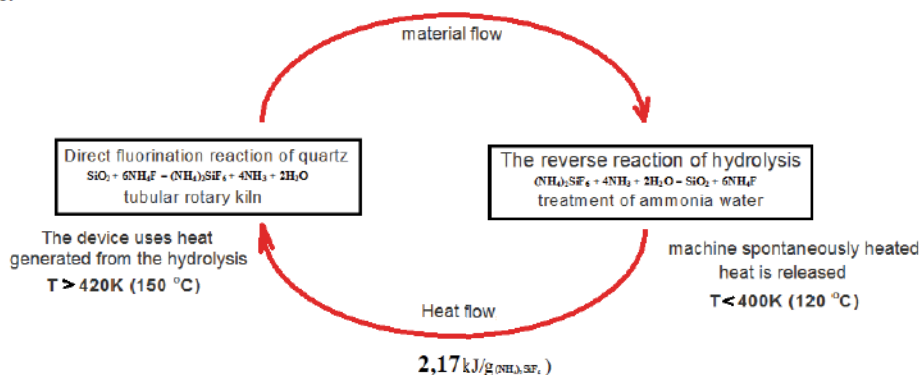 material flow
Direct fluorination reaction of quartz
SiO₂ + 6NH₄F = (NH₄)₂SiF₆ + 4NH₃ + 2H₂O
tubular rotary kiln
The reverse reaction of hydrolysis
(NH₄)₂SiF₆ + 4NH₃ + 2H₂O = SiO₂ + 6NH₄F
treatment of ammonia water
The device uses heat
generated from the hydrolysis
T > 420K (150 °C)
machine spontaneously heated
heat is released
T < 400K (120 °C)
Heat flow
2,17 kJ/g (NH₄)₂SiF₆ )